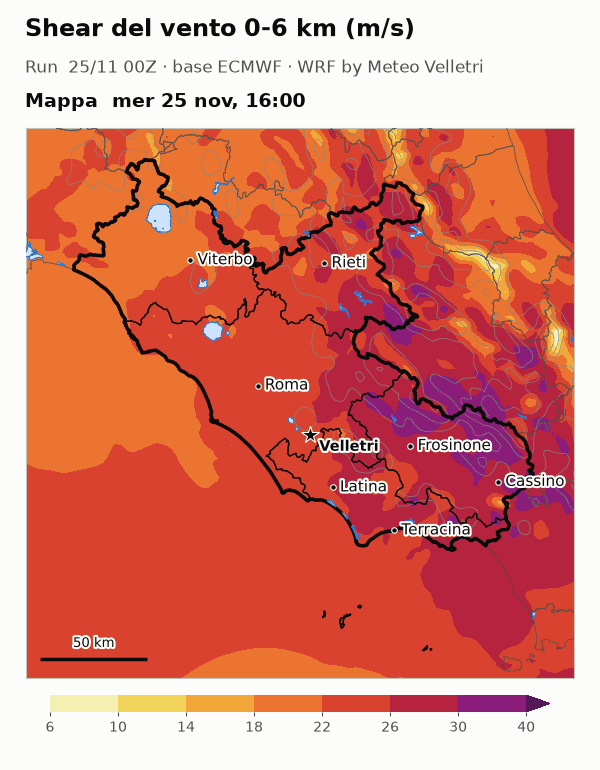 Shear del vento 0-6 km (m/s)
Run  25/11 00Z · base ECMWF · WRF by Meteo Velletri
Mappa  mer 25 nov, 16:00
Viterbo
Rieti
Roma
Velletri
Frosinone
Cassino
Latina
Terracina
50 km
6 10 14 18 22 26 30 40